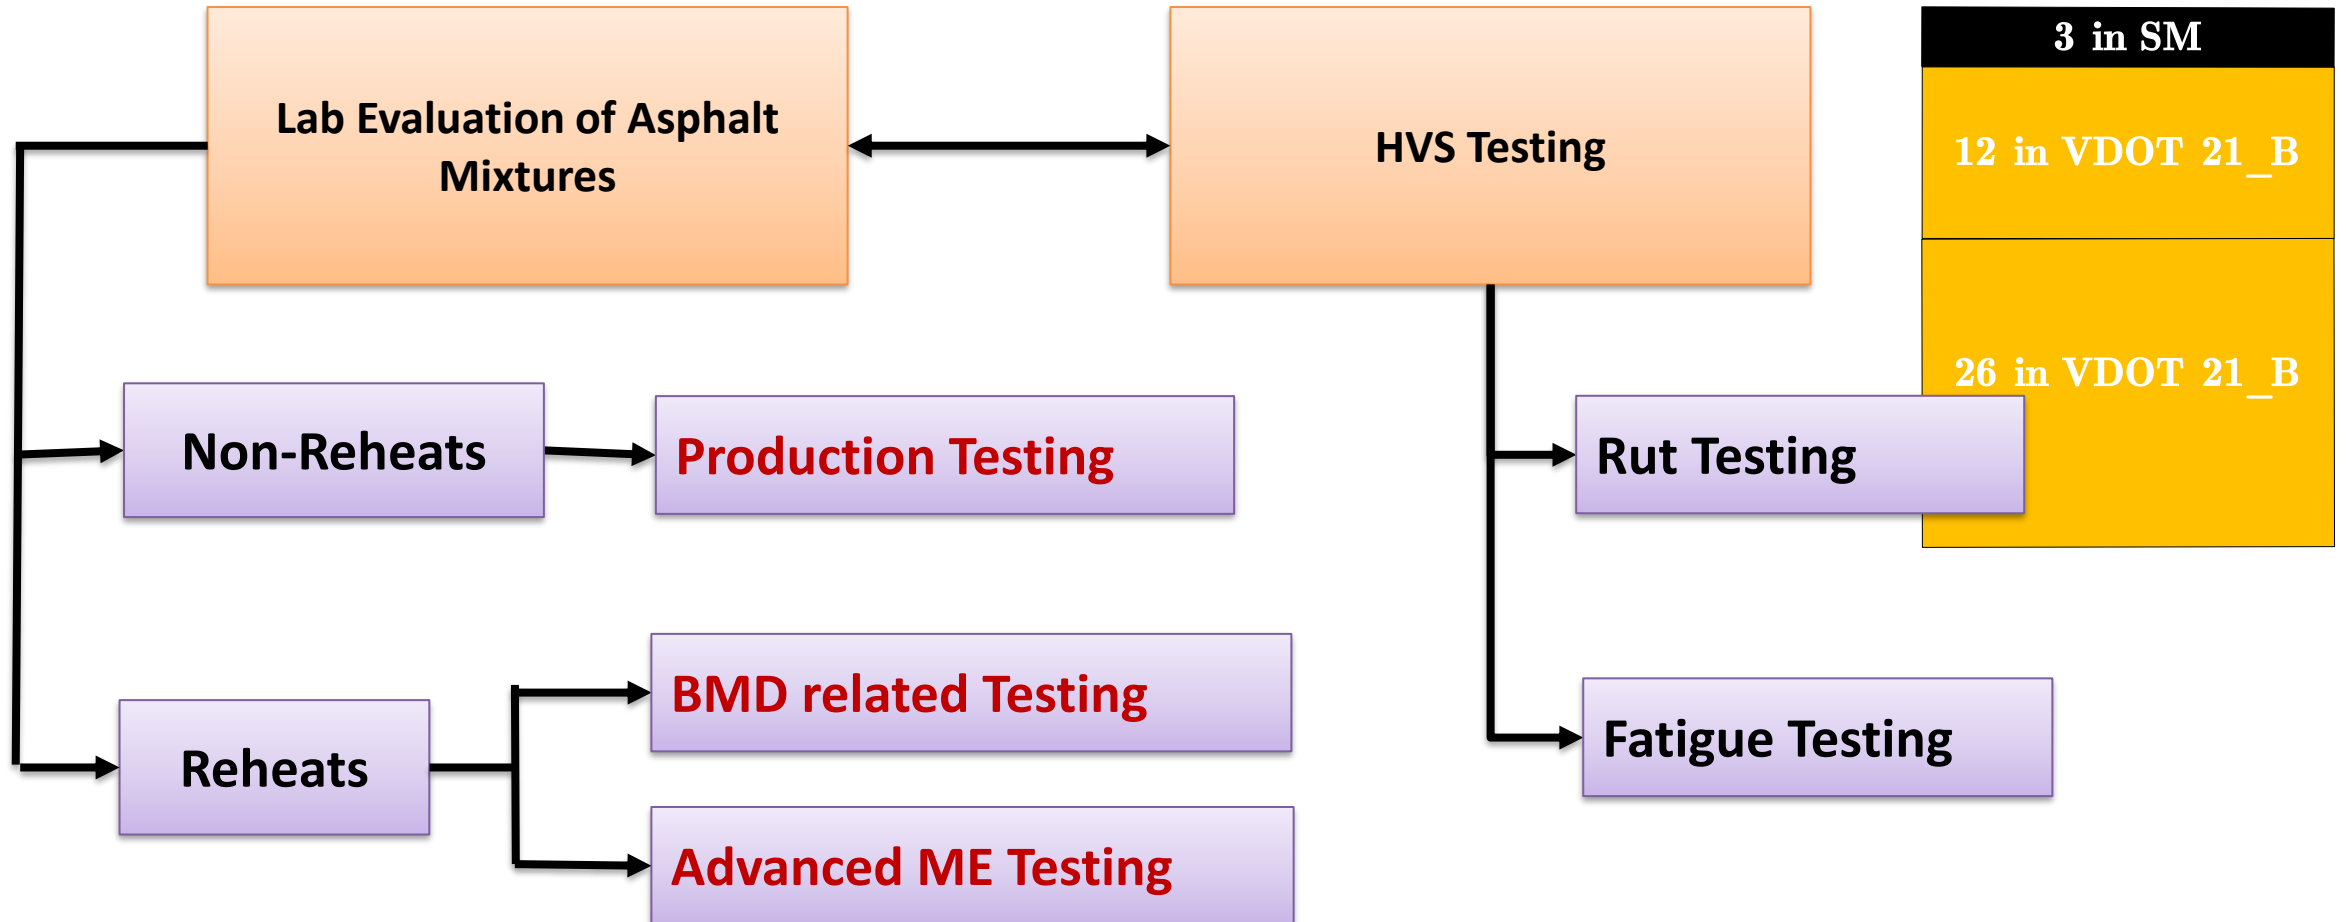 Lab Evaluation of Asphalt
Mixtures
HVS Testing
3 in SM
12 in VDOT 21_B
26 in VDOT 21_B
Non-Reheats
Production Testing
Rut Testing
BMD related Testing
Fatigue Testing
Reheats
Advanced ME Testing